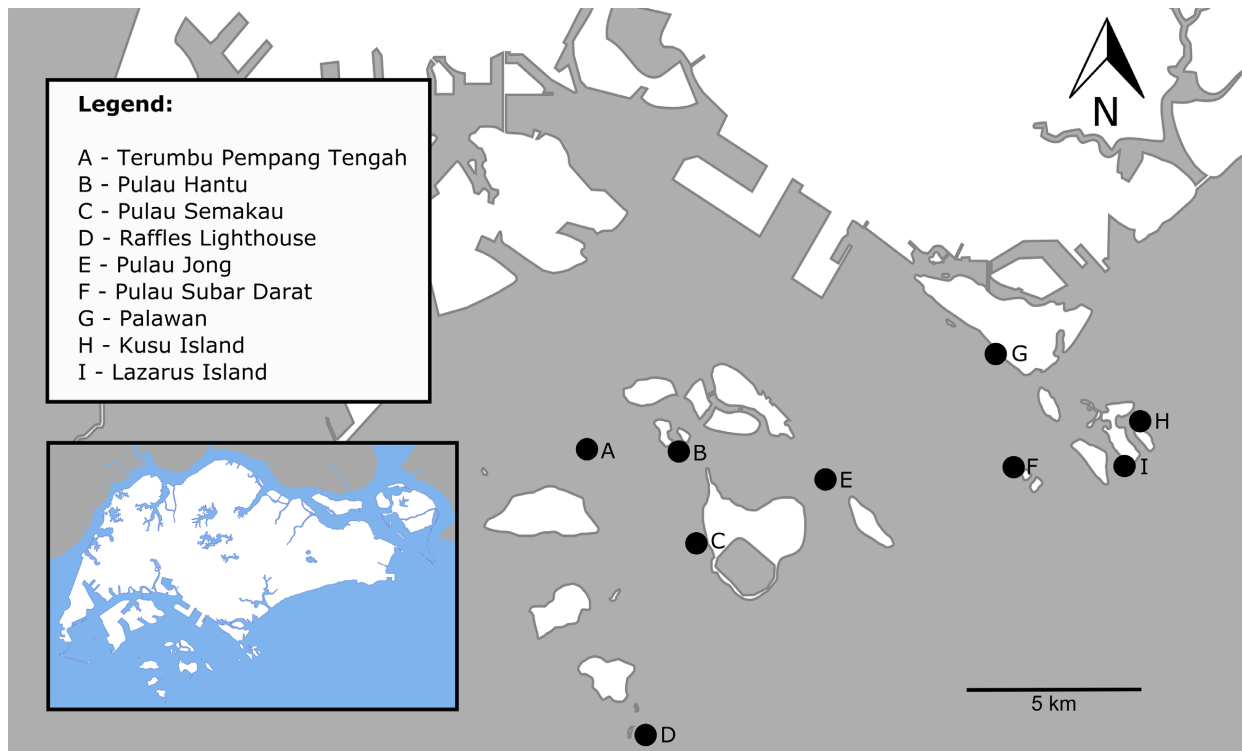 Legend:
A - Terumbu Pempang Tengah
B - Pulau Hantu
C - Pulau Semakau
D - Raffles Lighthouse
E - Pulau Jong
F - Pulau Subar Darat
G - Palawan
H - Kusu Island
I - Lazarus Island
N
G
H
A
B
F
I
E
C
5 km
D